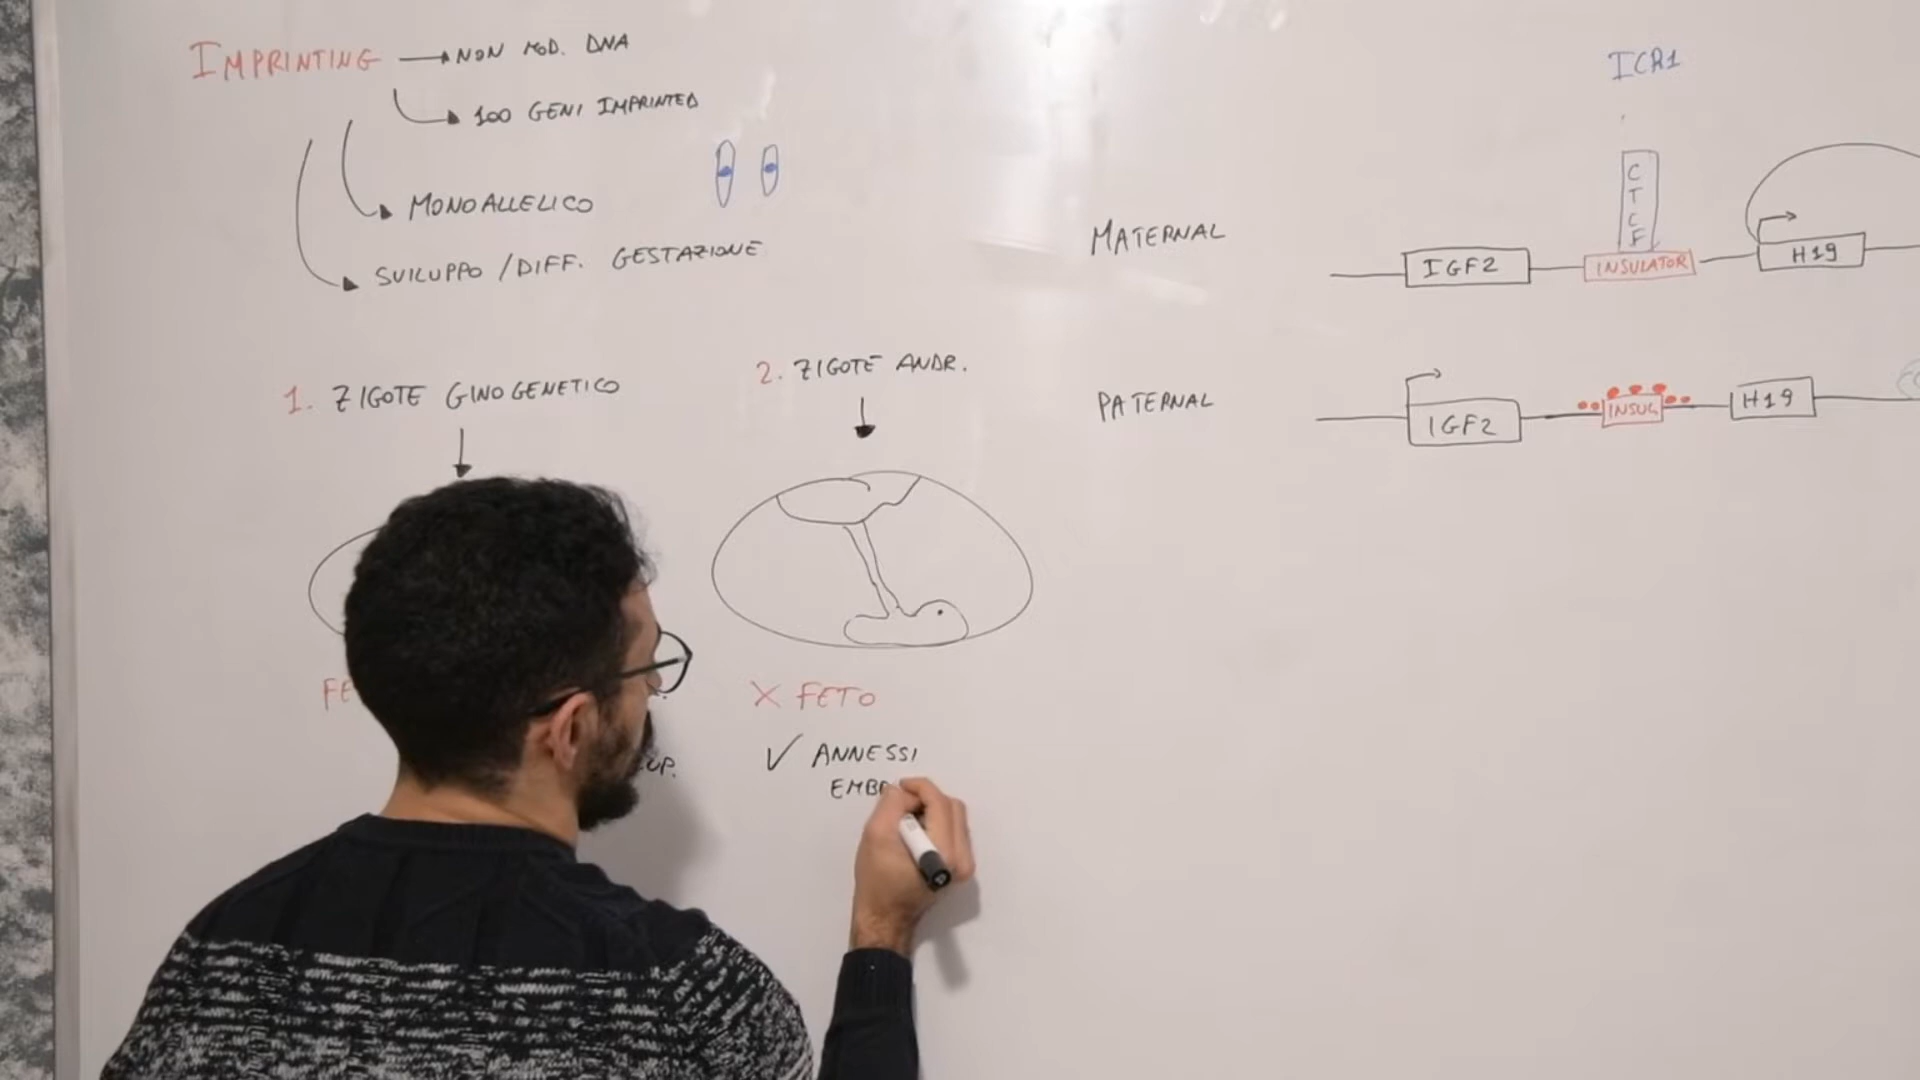 IMPRINTING → NON MOD. DNA
100 GENI IMPRINTED
MONOALLELICO
SVILUPPO / DIFF. GESTAZIONE
1. ZIGOTE GINOGENETICO
2. ZIGOTE ANDR.
FE
X FETO
✓ ANNESSI
EMB
ICR1
CTCF
MATERNAL
IGF2 INSULATOR H19
PATERNAL
IGF2 INSUL H19